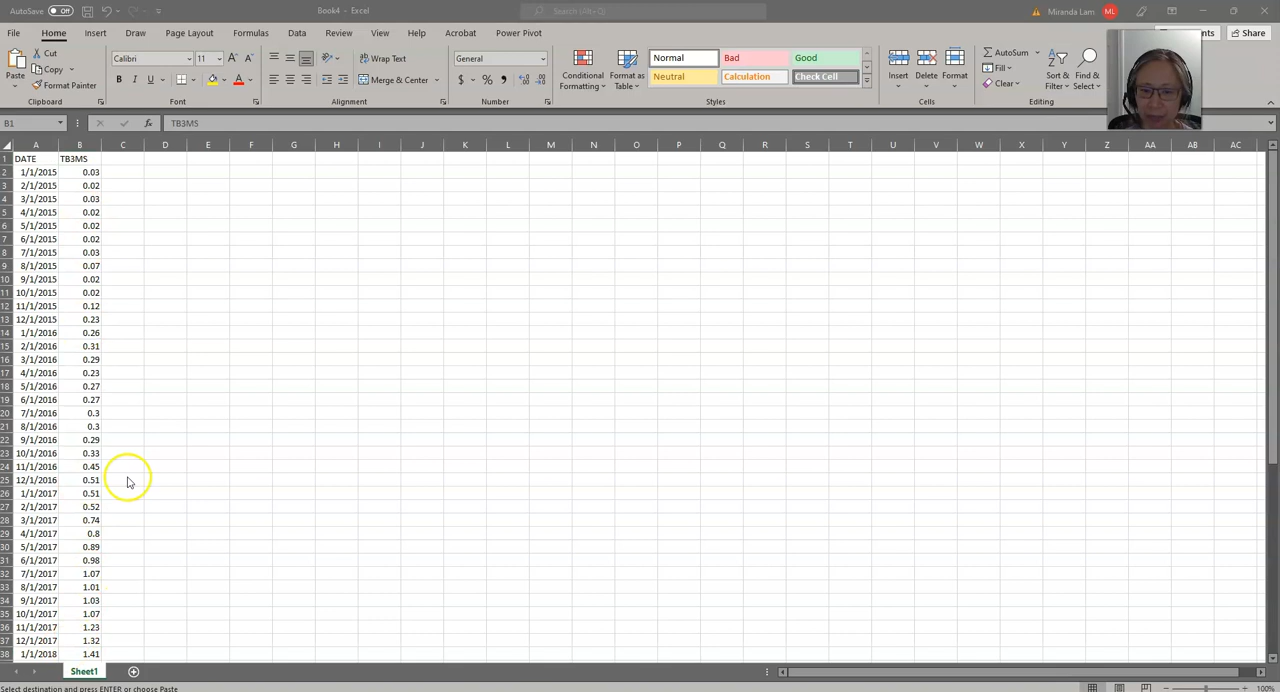 AutoSave Off Book4 - Excel Search (Alt+Q) Miranda Lam ML
File Home Insert Draw Page Layout Formulas Data Review View Help Acrobat Power Pivot Share
Paste Cut Calibri 11 Wrap Text General Conditional Formatting Format as Table Normal Bad Good Insert Delete Format AutoSum Sort & Filter Find & Select
Copy Fill
Format Painter B I U A Merge & Center $ % Neutral Calculation Check Cell Clear
Clipboard Font Alignment Number Styles Cells Editing
B1 fx TB3MS
A B C D E F G H I J K L M N O P Q R S T U V W X Y Z AA AB AC
1 DATE TB3MS
2 1/1/2015 0.03
3 2/1/2015 0.02
4 3/1/2015 0.03
5 4/1/2015 0.02
6 5/1/2015 0.02
7 6/1/2015 0.02
8 7/1/2015 0.03
9 8/1/2015 0.07
10 9/1/2015 0.02
11 10/1/2015 0.02
12 11/1/2015 0.12
13 12/1/2015 0.23
14 1/1/2016 0.26
15 2/1/2016 0.31
16 3/1/2016 0.29
17 4/1/2016 0.23
18 5/1/2016 0.27
19 6/1/2016 0.27
20 7/1/2016 0.3
21 8/1/2016 0.3
22 9/1/2016 0.29
23 10/1/2016 0.33
24 11/1/2016 0.45
25 12/1/2016 0.51
26 1/1/2017 0.51
27 2/1/2017 0.52
28 3/1/2017 0.74
29 4/1/2017 0.8
30 5/1/2017 0.89
31 6/1/2017 0.98
32 7/1/2017 1.07
33 8/1/2017 1.01
34 9/1/2017 1.03
35 10/1/2017 1.07
36 11/1/2017 1.23
37 12/1/2017 1.32
38 1/1/2018 1.41
Sheet1
Select destination and press ENTER or choose Paste 100%